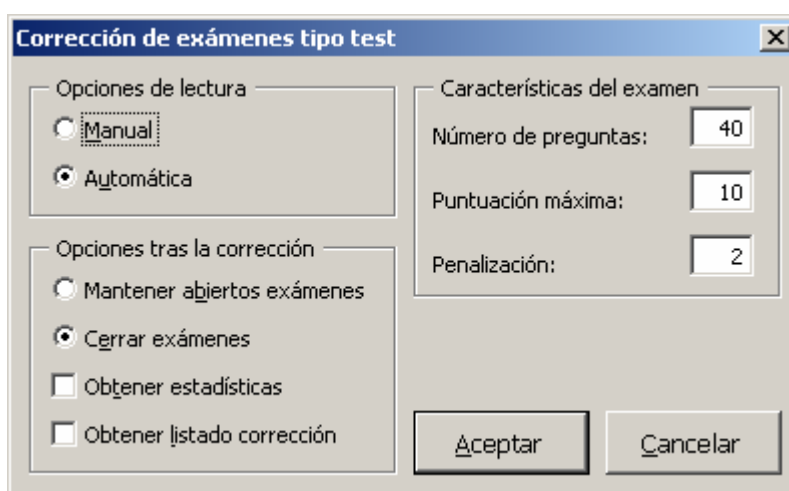 Corrección de exámenes tipo test
Opciones de lectura
Manual
Automática
Opciones tras la corrección
Mantener abiertos exámenes
Cerrar exámenes
Obtener estadísticas
Obtener listado corrección
Características del examen
Número de preguntas: 40
Puntuación máxima: 10
Penalización: 2
Aceptar
Cancelar